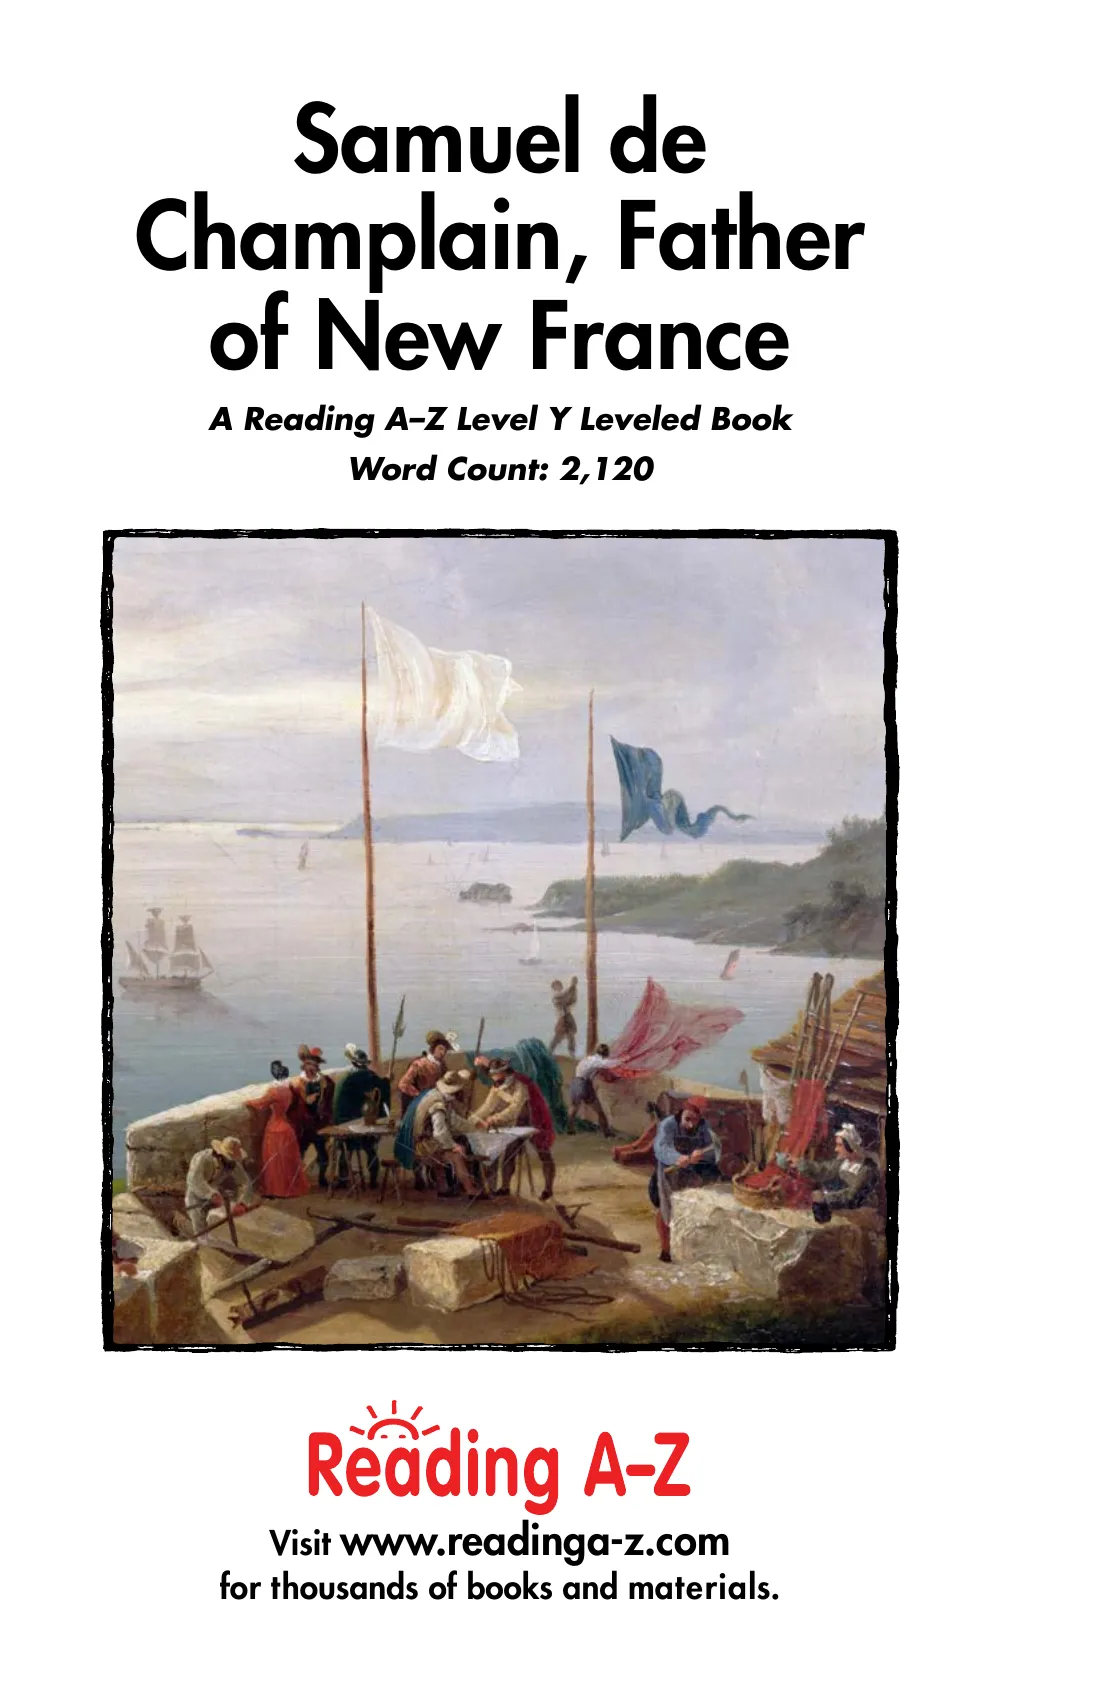 Samuel de
Champlain, Father
of New France
A Reading A–Z Level Y Leveled Book
Word Count: 2,120
Reading A–Z
Visit www.readinga-z.com
for thousands of books and materials.